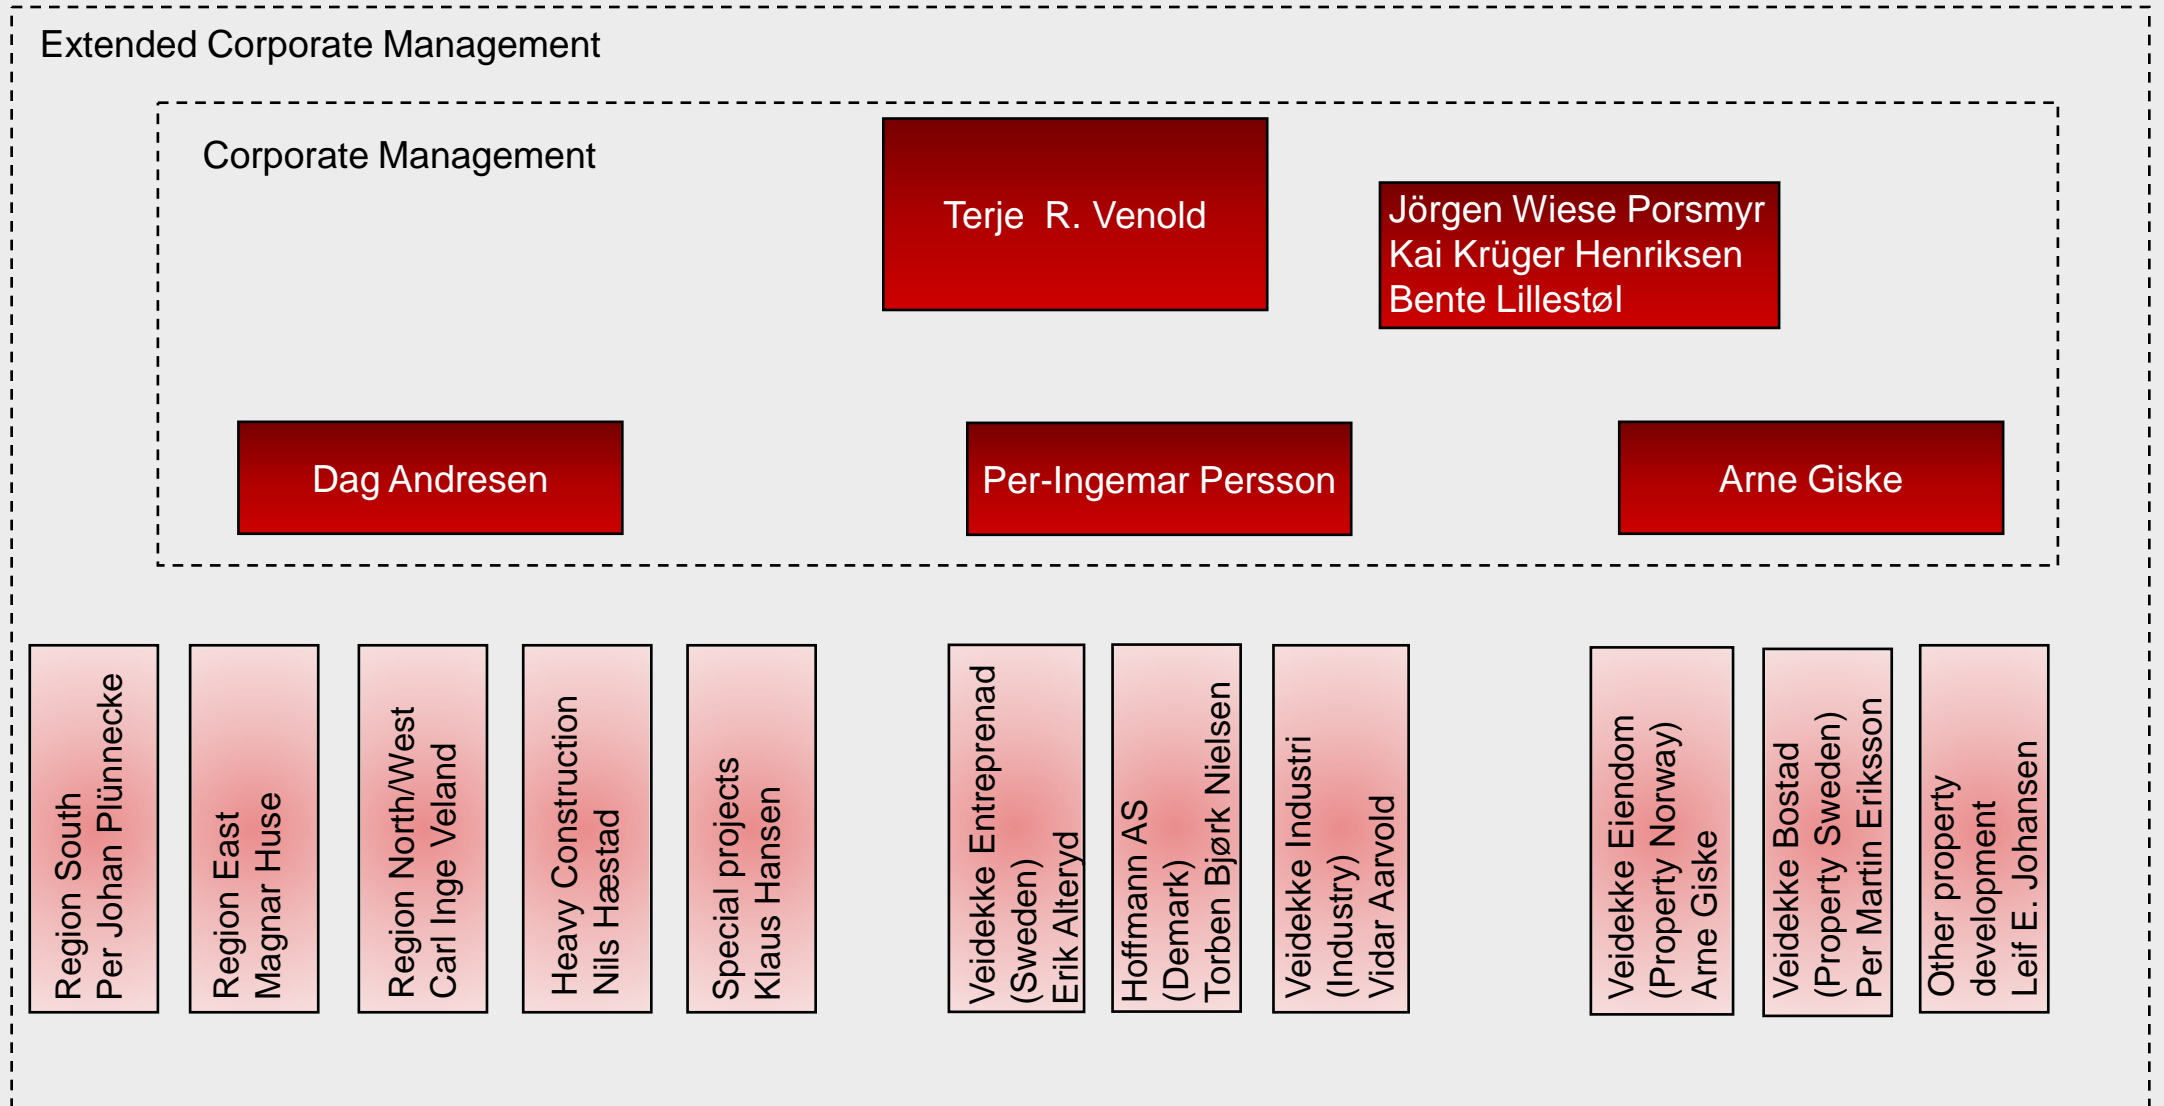 Extended Corporate Management
Corporate Management
Terje R. Venold
Jörgen Wiese Porsmyr
Kai Krüger Henriksen
Bente Lillestøl
Dag Andresen
Per-Ingemar Persson
Arne Giske
Region South
Per Johan Plünnecke
Region East
Magnar Huse
Region North/West
Carl Inge Veland
Heavy Construction
Nils Hæstad
Special projects
Klaus Hansen
Veidekke Entreprenad
(Sweden)
Erik Alteryd
Hoffmann AS
(Demark)
Torben Bjørk Nielsen
Veidekke Industri
(Industry)
Vidar Aarvold
Veidekke Eiendom
(Property Norway)
Arne Giske
Veidekke Bostad
(Property Sweden)
Per Martin Eriksson
Other property
development
Leif E. Johansen